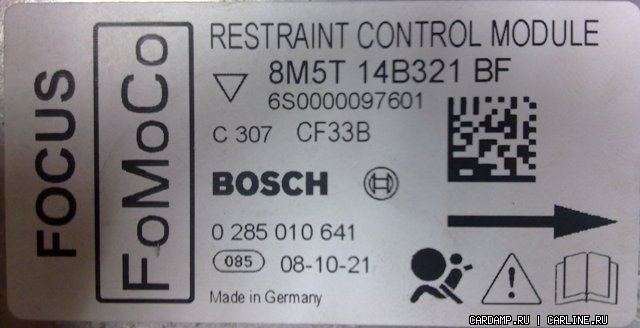 FOCUS
FoMoCo
RESTRAINT CONTROL MODULE
8M5T 14B321 BF
6S0000097601
C 307 CF33B
BOSCH
0 285 010 641
085 08-10-21
Made in Germany
CARDAMP.RU | CARLINE.RU